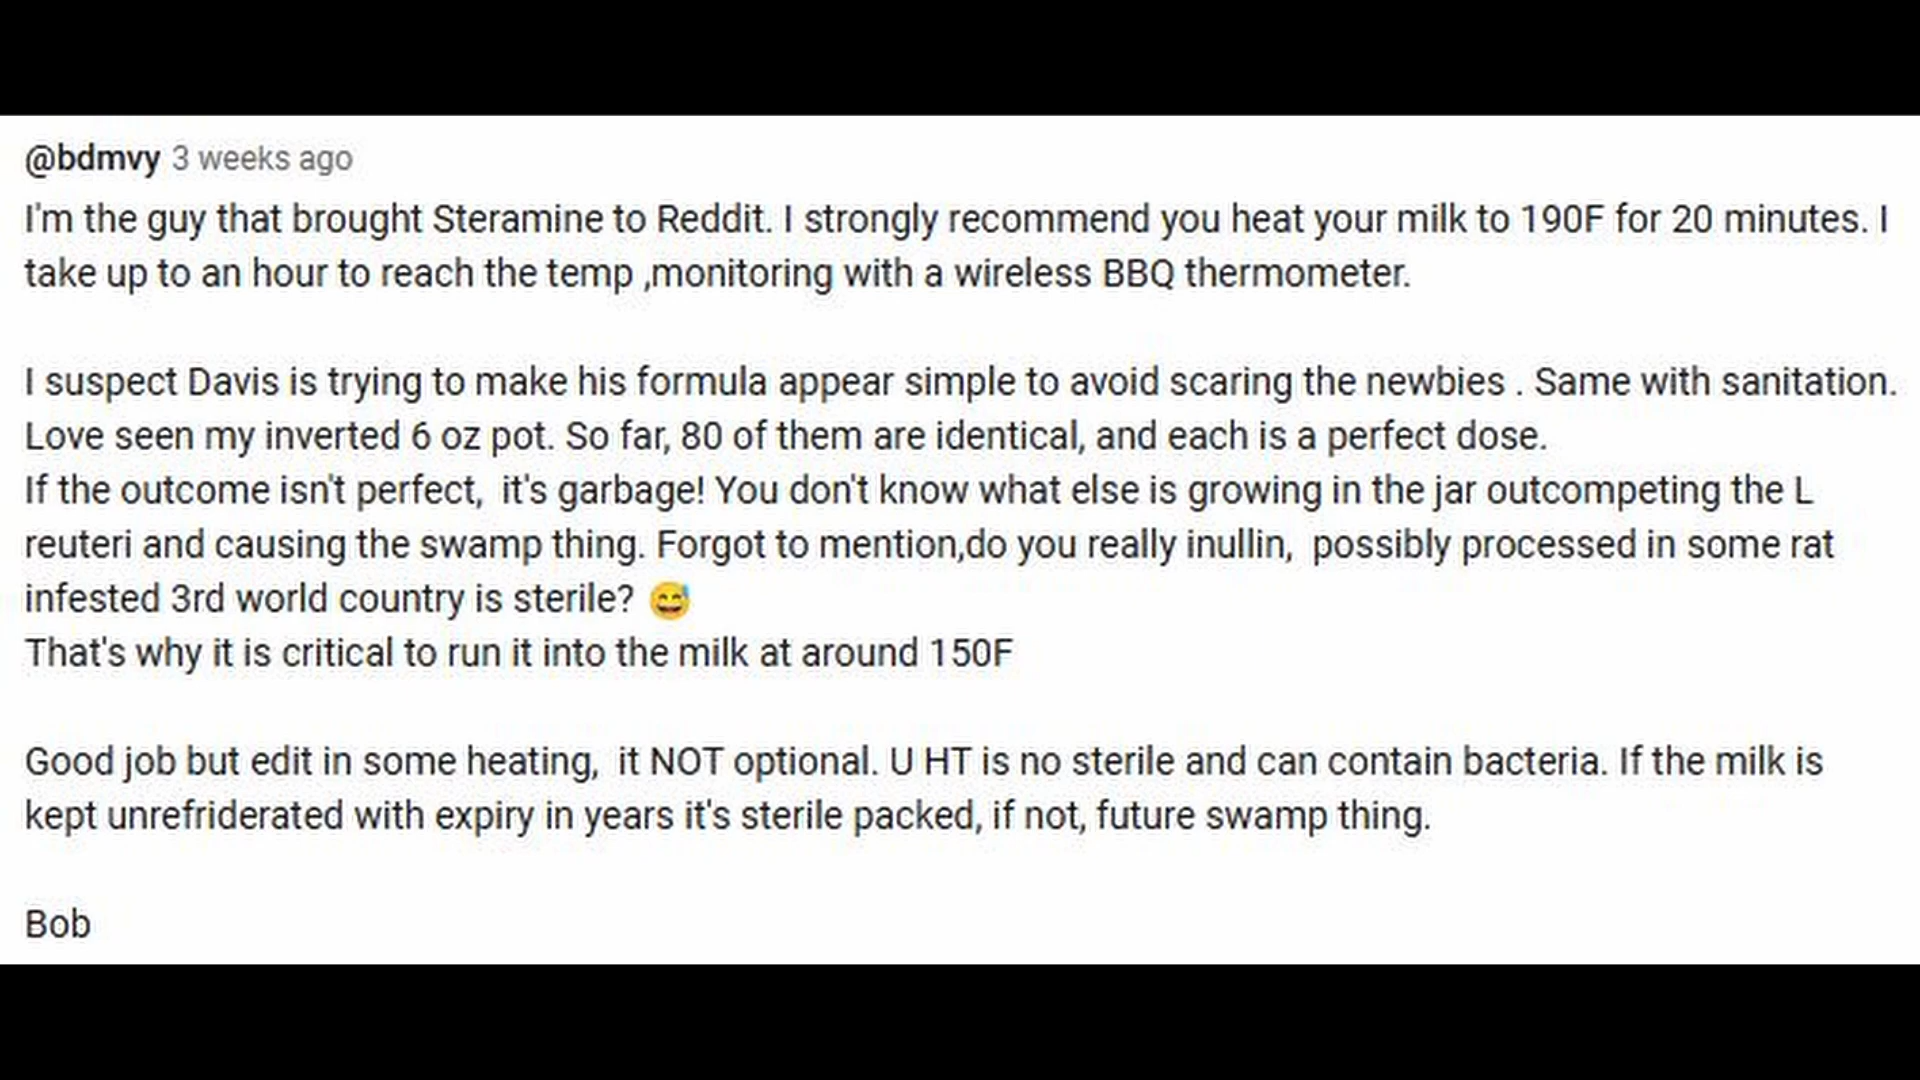 @bdmvy 3 weeks ago
I'm the guy that brought Steramine to Reddit. I strongly recommend you heat your milk to 190F for 20 minutes. I
take up to an hour to reach the temp ,monitoring with a wireless BBQ thermometer.
I suspect Davis is trying to make his formula appear simple to avoid scaring the newbies . Same with sanitation.
Love seen my inverted 6 oz pot. So far, 80 of them are identical, and each is a perfect dose.
If the outcome isn't perfect,  it's garbage! You don't know what else is growing in the jar outcompeting the L
reuteri and causing the swamp thing. Forgot to mention,do you really inullin,  possibly processed in some rat
infested 3rd world country is sterile? 😅
That's why it is critical to run it into the milk at around 150F
Good job but edit in some heating,  it NOT optional. U HT is no sterile and can contain bacteria. If the milk is
kept unrefriderated with expiry in years it's sterile packed, if not, future swamp thing.
Bob